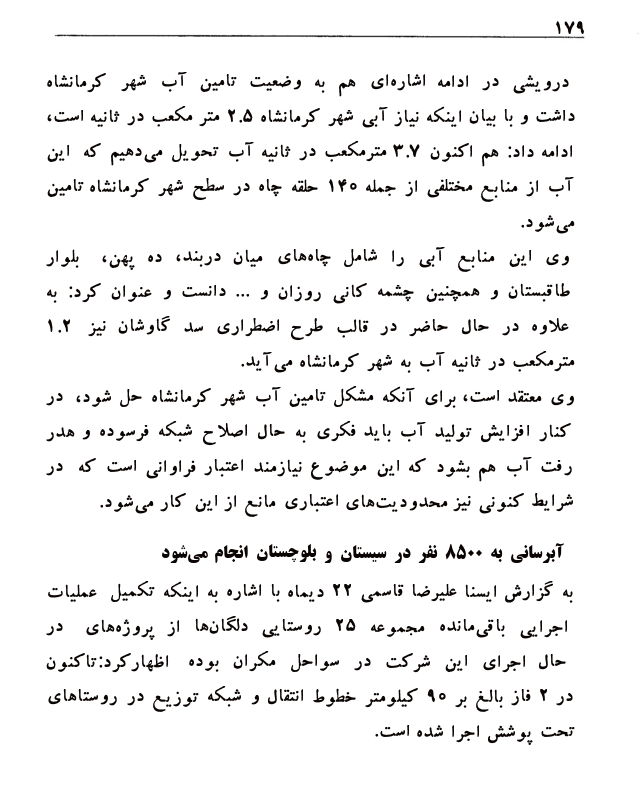 ۱۷۹
درویشی در ادامه اشاره‌ای هم به وضعیت تامین آب شهر کرمانشاه
داشت و با بیان اینکه نیاز آبی شهر کرمانشاه ۲.۵ متر مکعب در ثانیه است،
ادامه داد: هم اکنون ۳.۷ مترمکعب در ثانیه آب تحویل می‌دهیم که این
آب از منابع مختلفی از جمله ۱۴۰ حلقه چاه در سطح شهر کرمانشاه تامین
می‌شود.
وی این منابع آبی را شامل چاه‌های میان دربند، ده پهن، بلوار
طاقبستان و همچنین چشمه کانی روزان و ... دانست و عنوان کرد: به
علاوه در حال حاضر در قالب طرح اضطراری سد گاوشان نیز ۱.۲
مترمکعب در ثانیه آب به شهر کرمانشاه می‌آید.
وی معتقد است، برای آنکه مشکل تامین آب شهر کرمانشاه حل شود، در
کنار افزایش تولید آب باید فکری به حال اصلاح شبکه فرسوده و هدر
رفت آب هم بشود که این موضوع نیازمند اعتبار فراوانی است که در
شرایط کنونی نیز محدودیت‌های اعتباری مانع از این کار می‌شود.
آبرسانی به ۸۵۰۰ نفر در سیستان و بلوچستان انجام می‌شود
به گزارش ایسنا علیرضا قاسمی ۲۲ دیماه با اشاره به اینکه تکمیل عملیات
اجرایی باقی‌مانده مجموعه ۲۵ روستایی دلگان‌ها از پروژه‌های در
حال اجرای این شرکت در سواحل مکران بوده اظهارکرد:تاکنون
در ۲ فاز بالغ بر ۹۰ کیلومتر خطوط انتقال و شبکه توزیع در روستاهای
تحت پوشش اجرا شده است.